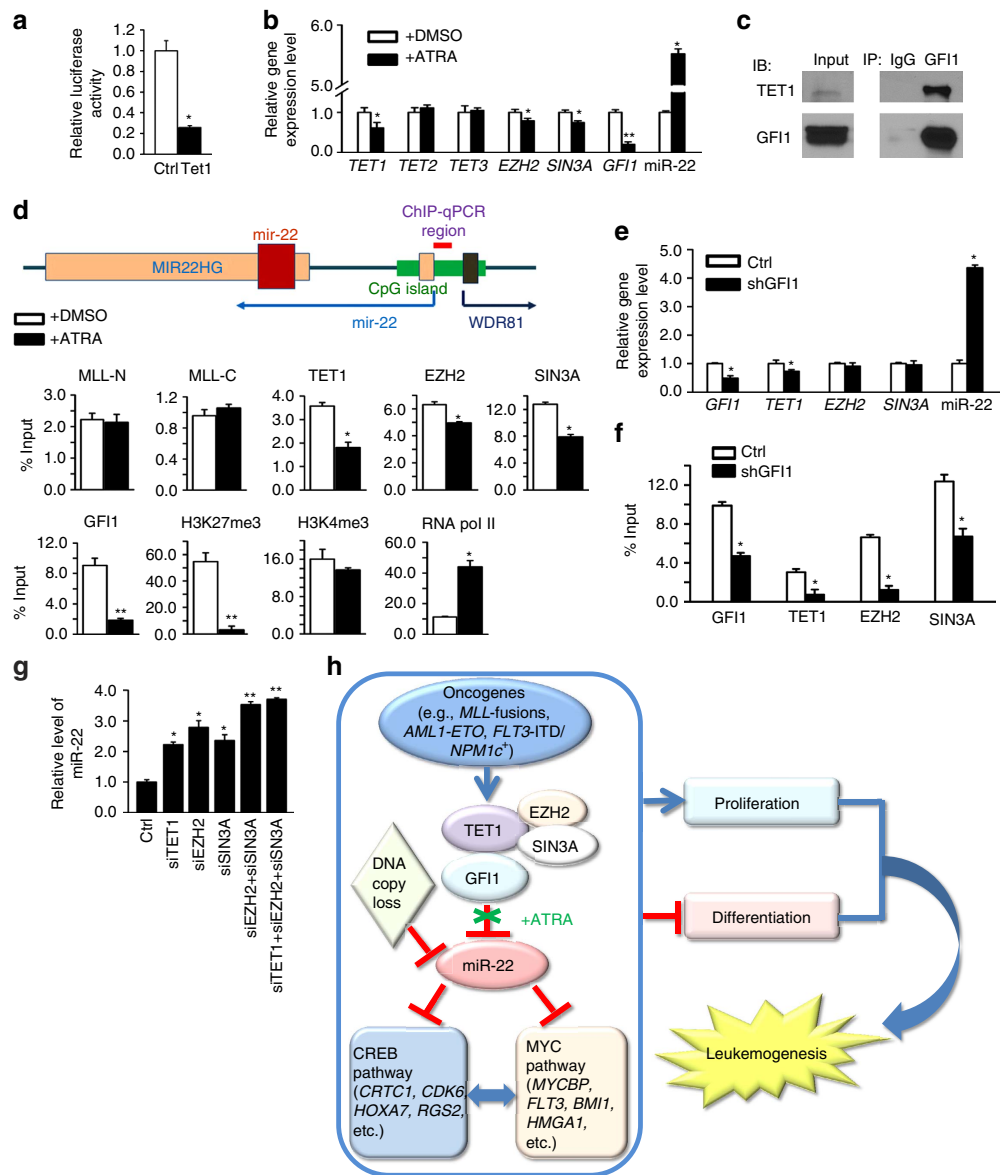 a
Relative luciferase
activity
1.2
1.0
0.8
0.6
0.4
0.2
0.0
*
Ctrl Tet1
b
+DMSO
+ATRA
Relative gene
expression level
6.0
5.0
1.0
0.0
*
*
*
**
*
TET1 TET2 TET3 EZH2 SIN3A GFI1 miR-22
c
Input IP: IgG GFI1
IB:
TET1
GFI1
d
ChIP-qPCR
region
mir-22
MIR22HG
CpG island
mir-22
WDR81
+DMSO
+ATRA
% Input
MLL-N
3.0
2.0
1.0
0.0
MLL-C
1.2
0.8
0.4
0.0
TET1
4.0
3.0
2.0
1.0
0.0
*
EZH2
6.0
4.0
2.0
0.0
*
SIN3A
12.0
8.0
4.0
0.0
*
% Input
GFI1
9.0
6.0
3.0
0.0
**
H3K27me3
60.0
40.0
20.0
0.0
**
H3K4me3
16.0
12.0
8.0
4.0
0.0
RNA pol II
60.0
40.0
20.0
0.0
*
e
Ctrl
shGFI1
Relative gene
expression level
5.0
4.0
3.0
2.0
1.0
0.0
*
*
*
GFI1 TET1 EZH2 SIN3A miR-22
f
Ctrl
shGFI1
% Input
12.0
8.0
4.0
0.0
*
*
*
*
GFI1 TET1 EZH2 SIN3A
g
Relative level of
miR-22
4.0
3.0
2.0
1.0
0.0
*
*
*
**
**
Ctrl
siTET1
siEZH2
siSIN3A
siEZH2+siSIN3A
siTET1+siEZH2+siSN3A
h
Oncogenes
(e.g., MLL-fusions,
AML1-ETO, FLT3-ITD/
NPM1c+)
TET1
EZH2
SIN3A
GFI1
DNA
copy
loss
+ATRA
miR-22
CREB
pathway
(CRTC1, CDK6,
HOXA7, RGS2,
etc.)
MYC
pathway
(MYCBP,
FLT3, BMI1,
HMGA1,
etc.)
Proliferation
Differentiation
Leukemogenesis